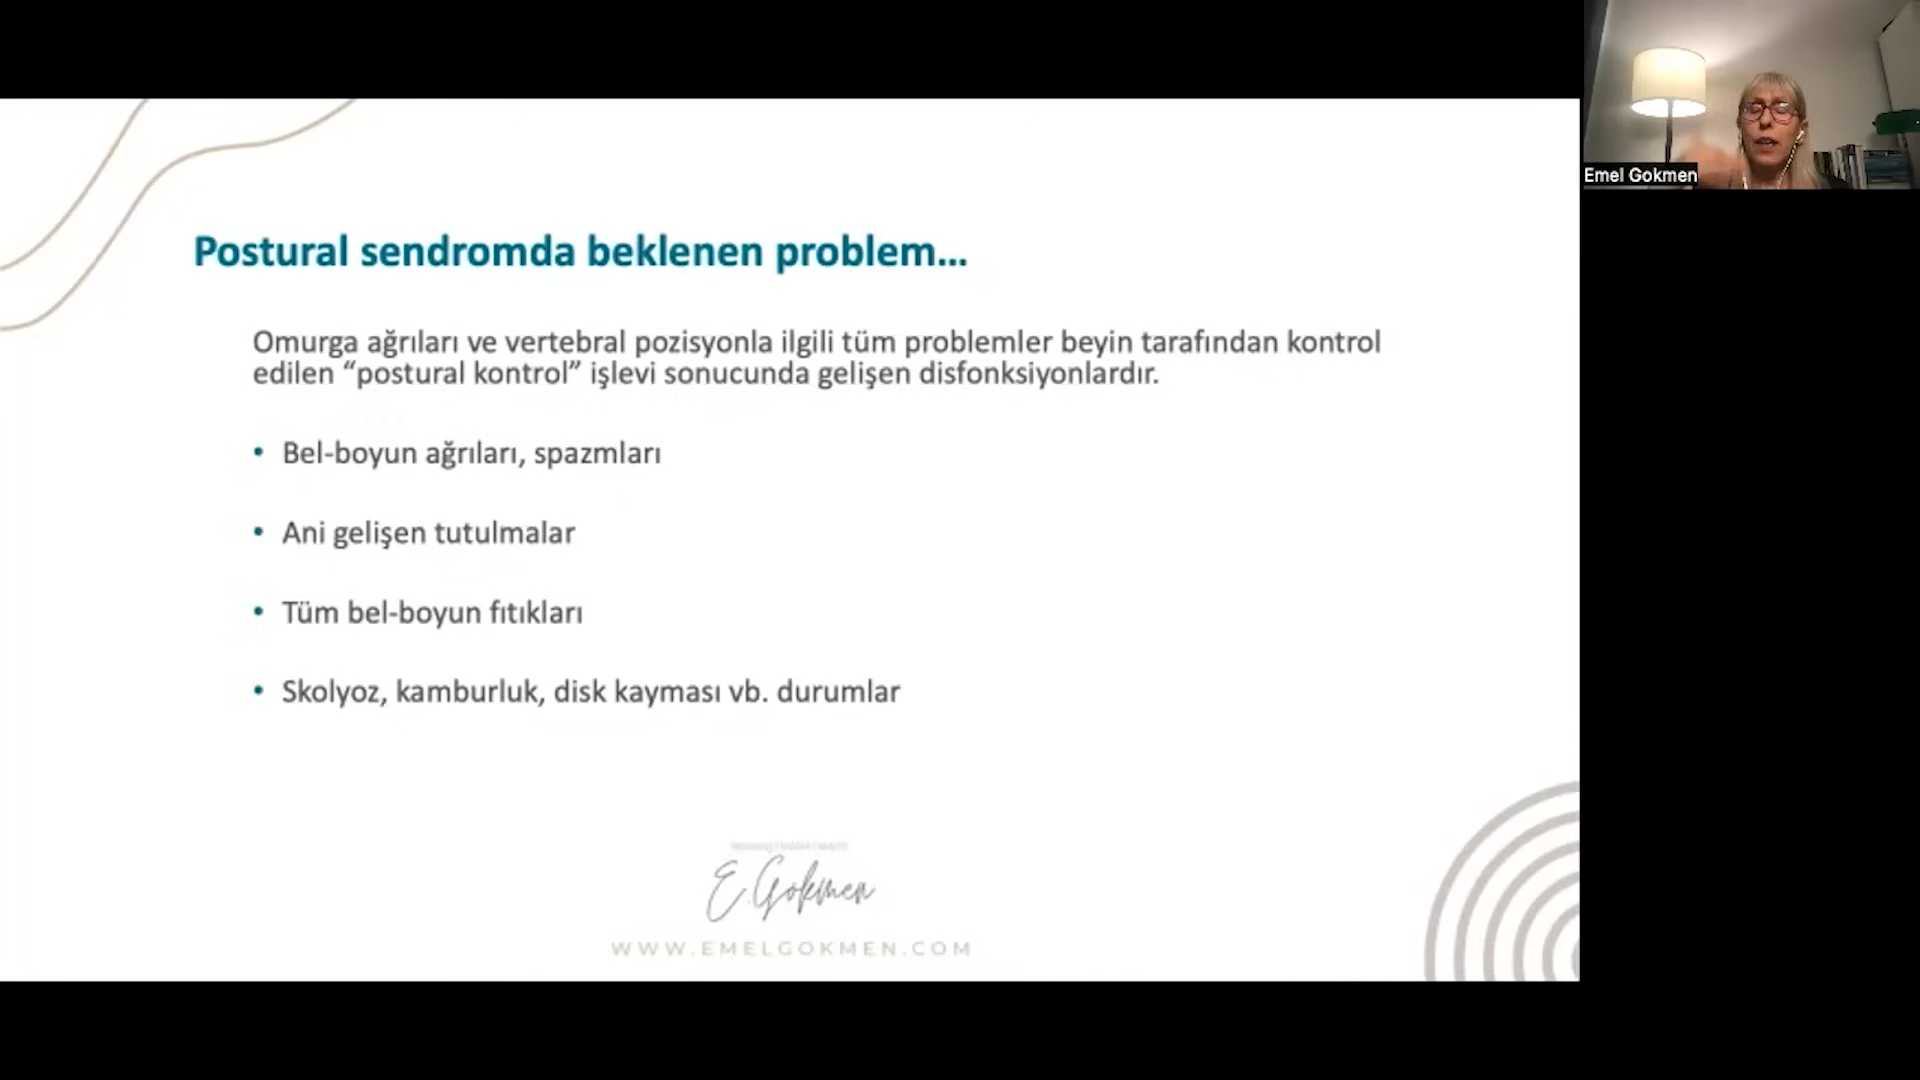 Emel Gokmen
Postural sendromda beklenen problem...
Omurga ağrıları ve vertebral pozisyonla ilgili tüm problemler beyin tarafından kontrol
edilen “postural kontrol” işlevi sonucunda gelişen disfonksiyonlardır.
• Bel-boyun ağrıları, spazmları
• Ani gelişen tutulmalar
• Tüm bel-boyun fıtıkları
• Skolyoz, kamburluk, disk kayması vb. durumlar
E.Gökmen
WWW.EMELGOKMEN.COM